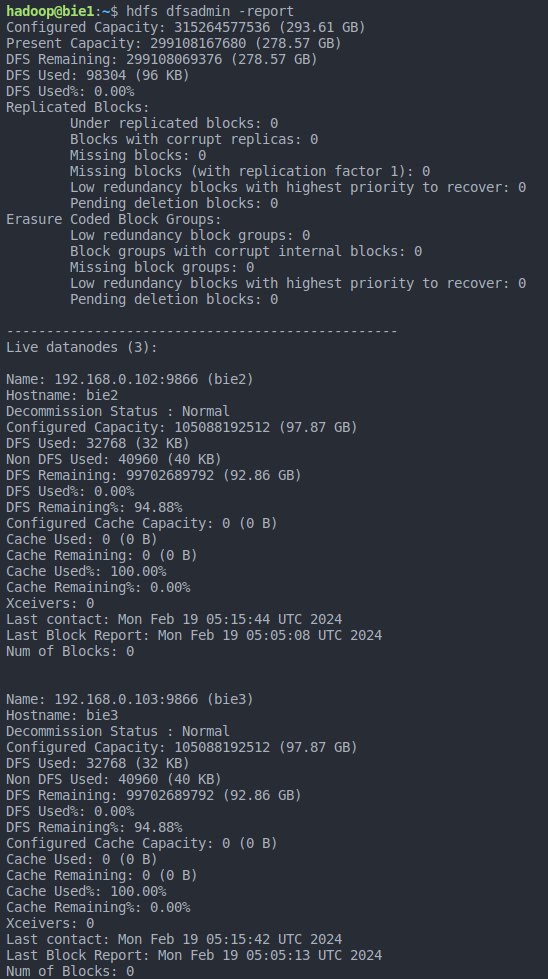 hadoop@bie1:~$ hdfs dfsadmin -report
Configured Capacity: 315264577536 (293.61 GB)
Present Capacity: 299108167680 (278.57 GB)
DFS Remaining: 299108069376 (278.57 GB)
DFS Used: 98304 (96 KB)
DFS Used%: 0.00%
Replicated Blocks:
        Under replicated blocks: 0
        Blocks with corrupt replicas: 0
        Missing blocks: 0
        Missing blocks (with replication factor 1): 0
        Low redundancy blocks with highest priority to recover: 0
        Pending deletion blocks: 0
Erasure Coded Block Groups:
        Low redundancy block groups: 0
        Block groups with corrupt internal blocks: 0
        Missing block groups: 0
        Low redundancy blocks with highest priority to recover: 0
        Pending deletion blocks: 0
-------------------------------------------------
Live datanodes (3):
Name: 192.168.0.102:9866 (bie2)
Hostname: bie2
Decommission Status : Normal
Configured Capacity: 105088192512 (97.87 GB)
DFS Used: 32768 (32 KB)
Non DFS Used: 40960 (40 KB)
DFS Remaining: 99702689792 (92.86 GB)
DFS Used%: 0.00%
DFS Remaining%: 94.88%
Configured Cache Capacity: 0 (0 B)
Cache Used: 0 (0 B)
Cache Remaining: 0 (0 B)
Cache Used%: 100.00%
Cache Remaining%: 0.00%
Xceivers: 0
Last contact: Mon Feb 19 05:15:44 UTC 2024
Last Block Report: Mon Feb 19 05:05:08 UTC 2024
Num of Blocks: 0
Name: 192.168.0.103:9866 (bie3)
Hostname: bie3
Decommission Status : Normal
Configured Capacity: 105088192512 (97.87 GB)
DFS Used: 32768 (32 KB)
Non DFS Used: 40960 (40 KB)
DFS Remaining: 99702689792 (92.86 GB)
DFS Used%: 0.00%
DFS Remaining%: 94.88%
Configured Cache Capacity: 0 (0 B)
Cache Used: 0 (0 B)
Cache Remaining: 0 (0 B)
Cache Used%: 100.00%
Cache Remaining%: 0.00%
Xceivers: 0
Last contact: Mon Feb 19 05:15:42 UTC 2024
Last Block Report: Mon Feb 19 05:05:13 UTC 2024
Num of Blocks: 0